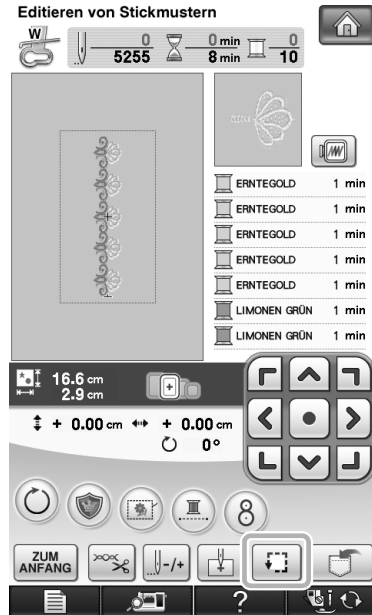 Editieren von Stickmustern
W
0 0 min 0
5255 8 min 10
ERNTEGOLD 1 min
ERNTEGOLD 1 min
ERNTEGOLD 1 min
ERNTEGOLD 1 min
ERNTEGOLD 1 min
LIMONEN GRÜN 1 min
LIMONEN GRÜN 1 min
16.6 cm
2.9 cm
+ 0.00 cm + 0.00 cm
0°
8
ZUM
ANFANG
-/+
?